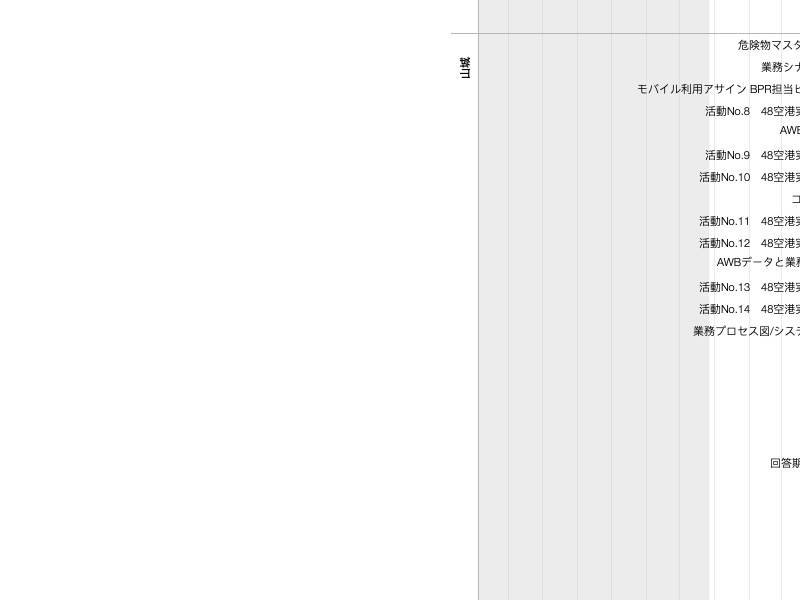 危険物マスタ
業務シナ
モバイル利用アサイン BPR担当ビ
活動No.8　48空港実
AWB
活動No.9　48空港実
活動No.10　48空港実
コ
活動No.11　48空港実
活動No.12　48空港実
AWBデータと業務
活動No.13　48空港実
活動No.14　48空港実
業務プロセス図/システ
回答期